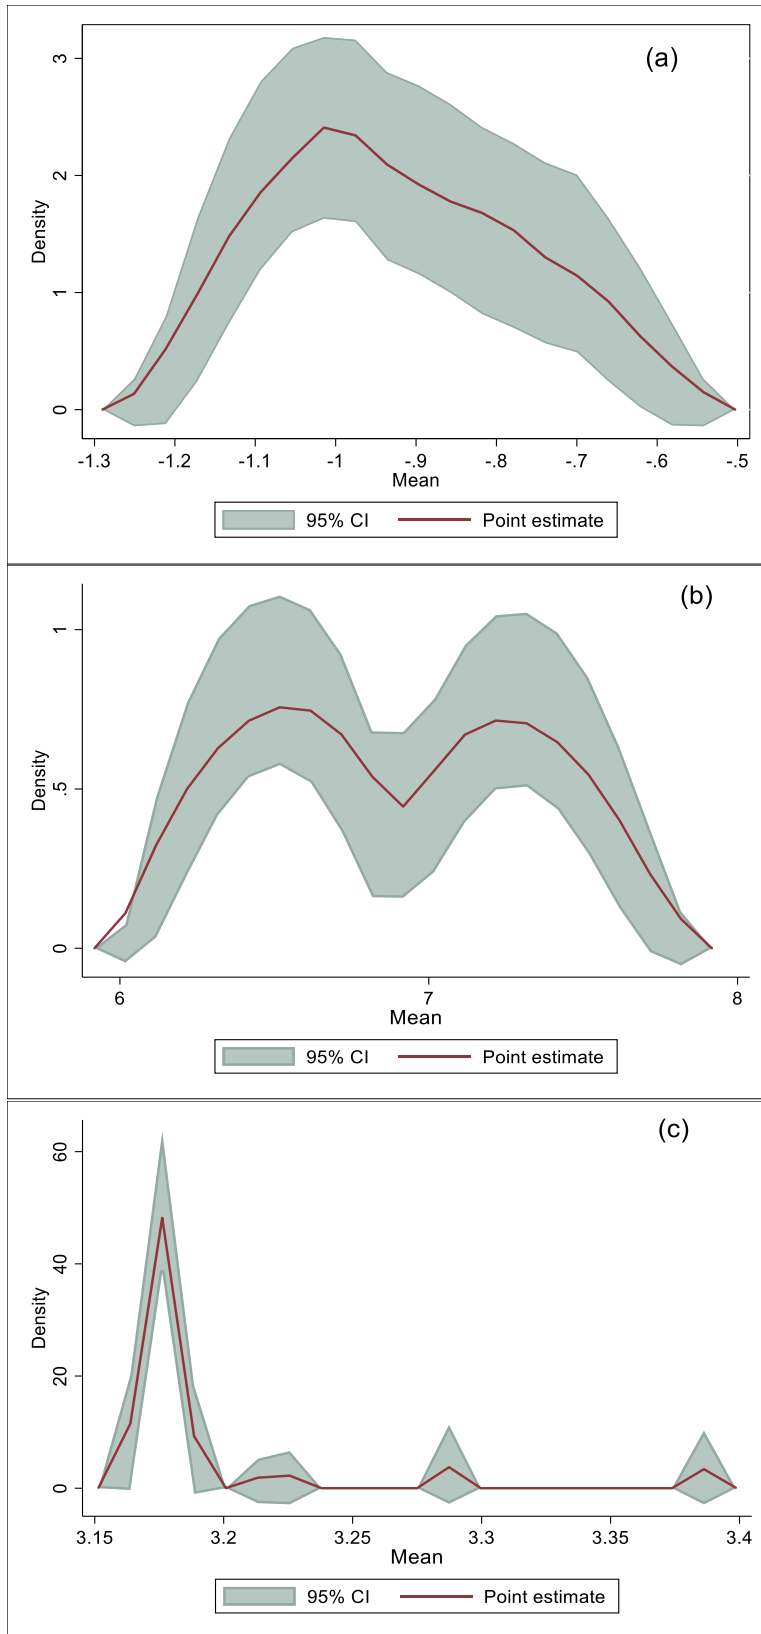 (a)
Density
3
2
1
0
-1.3 -1.2 -1.1 -1 -.9 -.8 -.7 -.6 -.5
Mean
95% CI Point estimate
(b)
Density
1
.5
0
6 7 8
Mean
95% CI Point estimate
(c)
Density
60
40
20
0
3.15 3.2 3.25 3.3 3.35 3.4
Mean
95% CI Point estimate